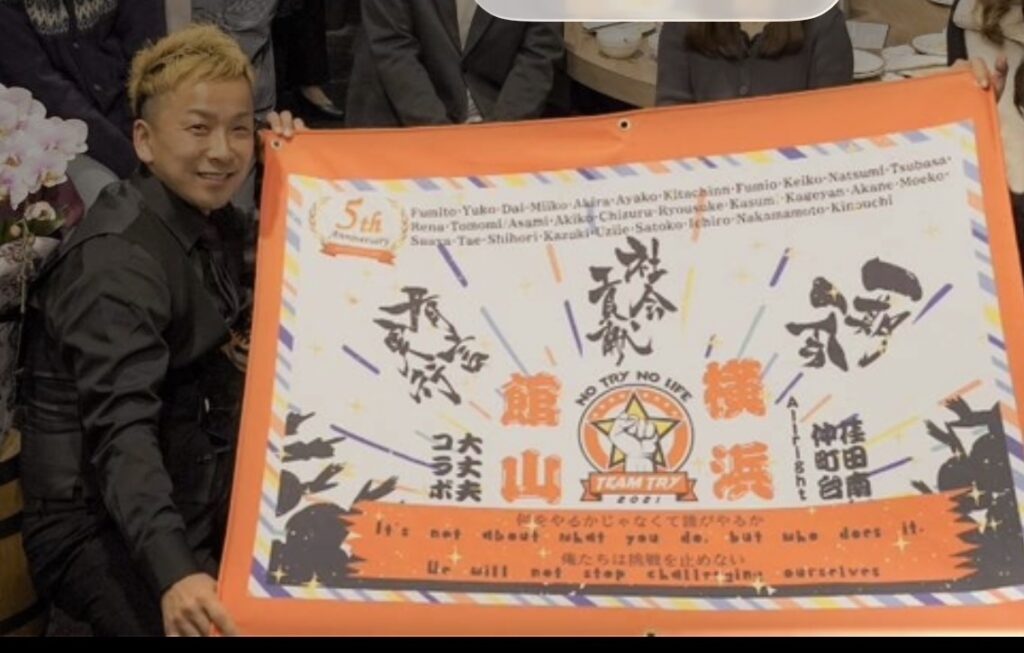 5th
Anniversary
Fumito・Yuko・Dai・Miiko・Akira・Ayako・Kitachinn・Fumio・Keiko・Natsumi・Tsubasa・
Rena・Tomomi・Asami・Akiko・Chizuru・Ryousuke・Kasumi・Kageyan・Akane・Moeko・
Suaya・Tae・Shihori・Kazuki・Uzile・Satoko・Ichiro・Nakamamoto・Kinouchi
社会
貢献
館山
横浜
NO TRY NO LIFE
TEAM TRY
2021
大丈夫
コラボ
Alright
佳田南
仲町台
何をやるかじゃなくて誰がやるか
It's not about what you do, but who does it.
俺たちは挑戦を止めない
We will not stop challenging ourselves